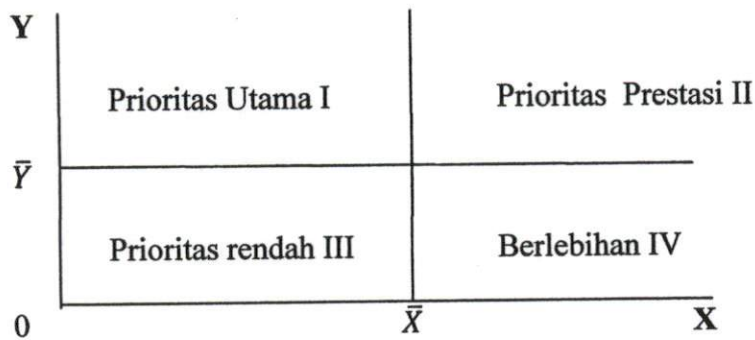 Y
Prioritas Utama I
Prioritas Prestasi II
Ȳ
Prioritas rendah III
Berlebihan IV
0
X̄
X̄